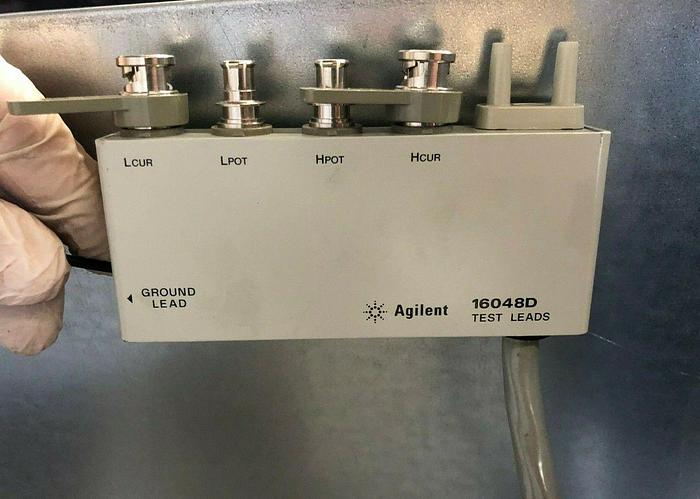 LCUR LPOT HPOT HCUR
GROUND
LEAD
Agilent
16048D
TEST LEADS